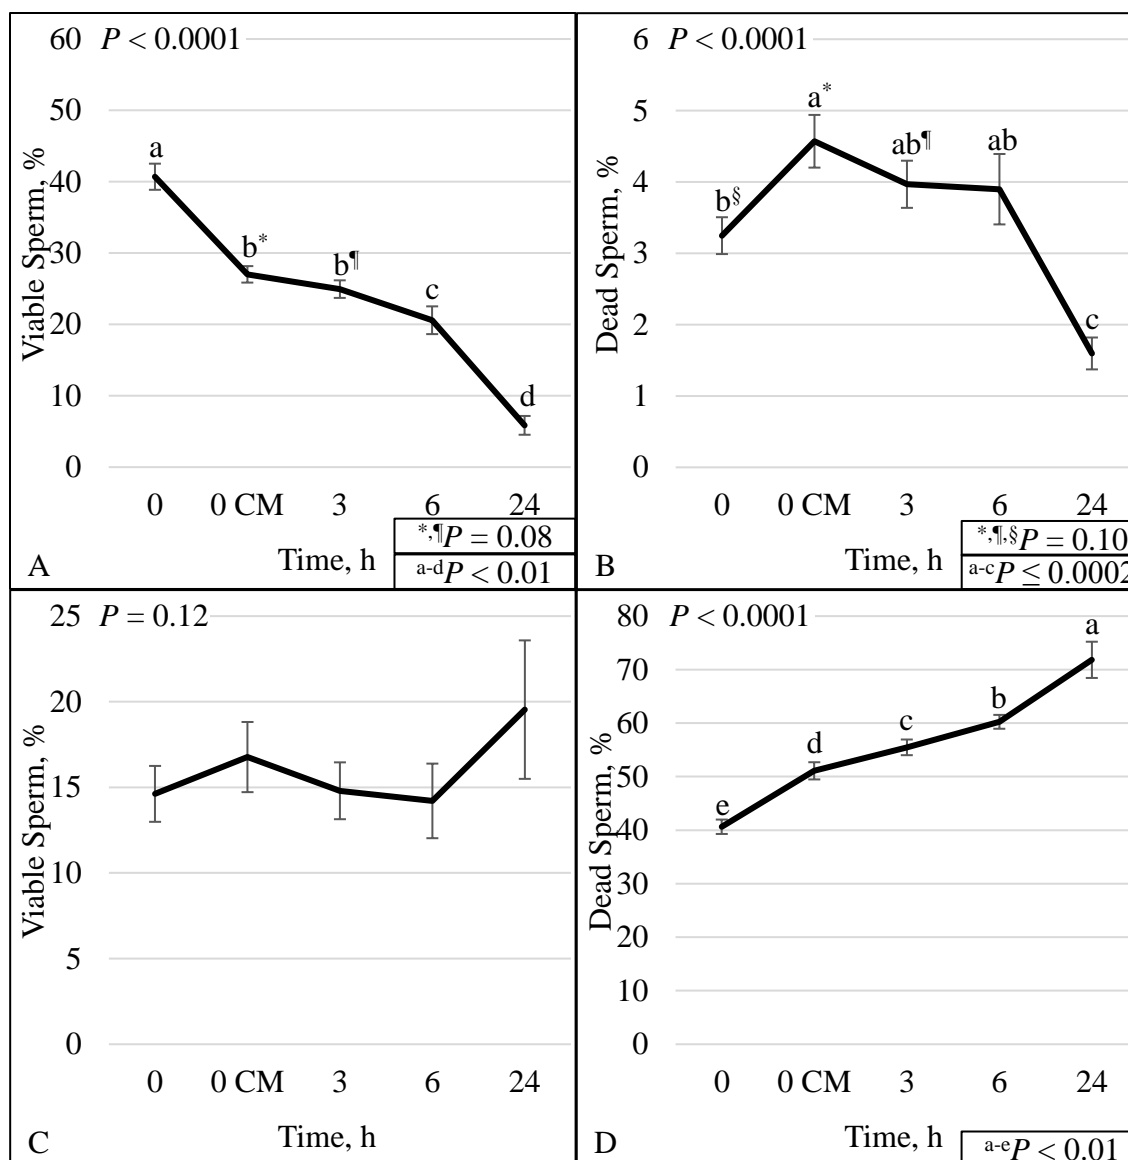 P < 0.0001
60
50
40
30
20
10
0
Viable Sperm, %
a
b*
b¶
c
d
0 0 CM 3 6 24
Time, h
*,¶P = 0.08
a-dP < 0.01
A
P < 0.0001
6
5
4
3
2
1
0
Dead Sperm, %
b§
a*
ab¶
ab
c
0 0 CM 3 6 24
Time, h
*,¶,§P = 0.10
a-cP ≤ 0.0002
B
P = 0.12
25
20
15
10
5
0
Viable Sperm, %
0 0 CM 3 6 24
Time, h
C
P < 0.0001
80
70
60
50
40
30
20
10
0
Dead Sperm, %
e
d
c
b
a
0 0 CM 3 6 24
Time, h
a-eP < 0.01
D